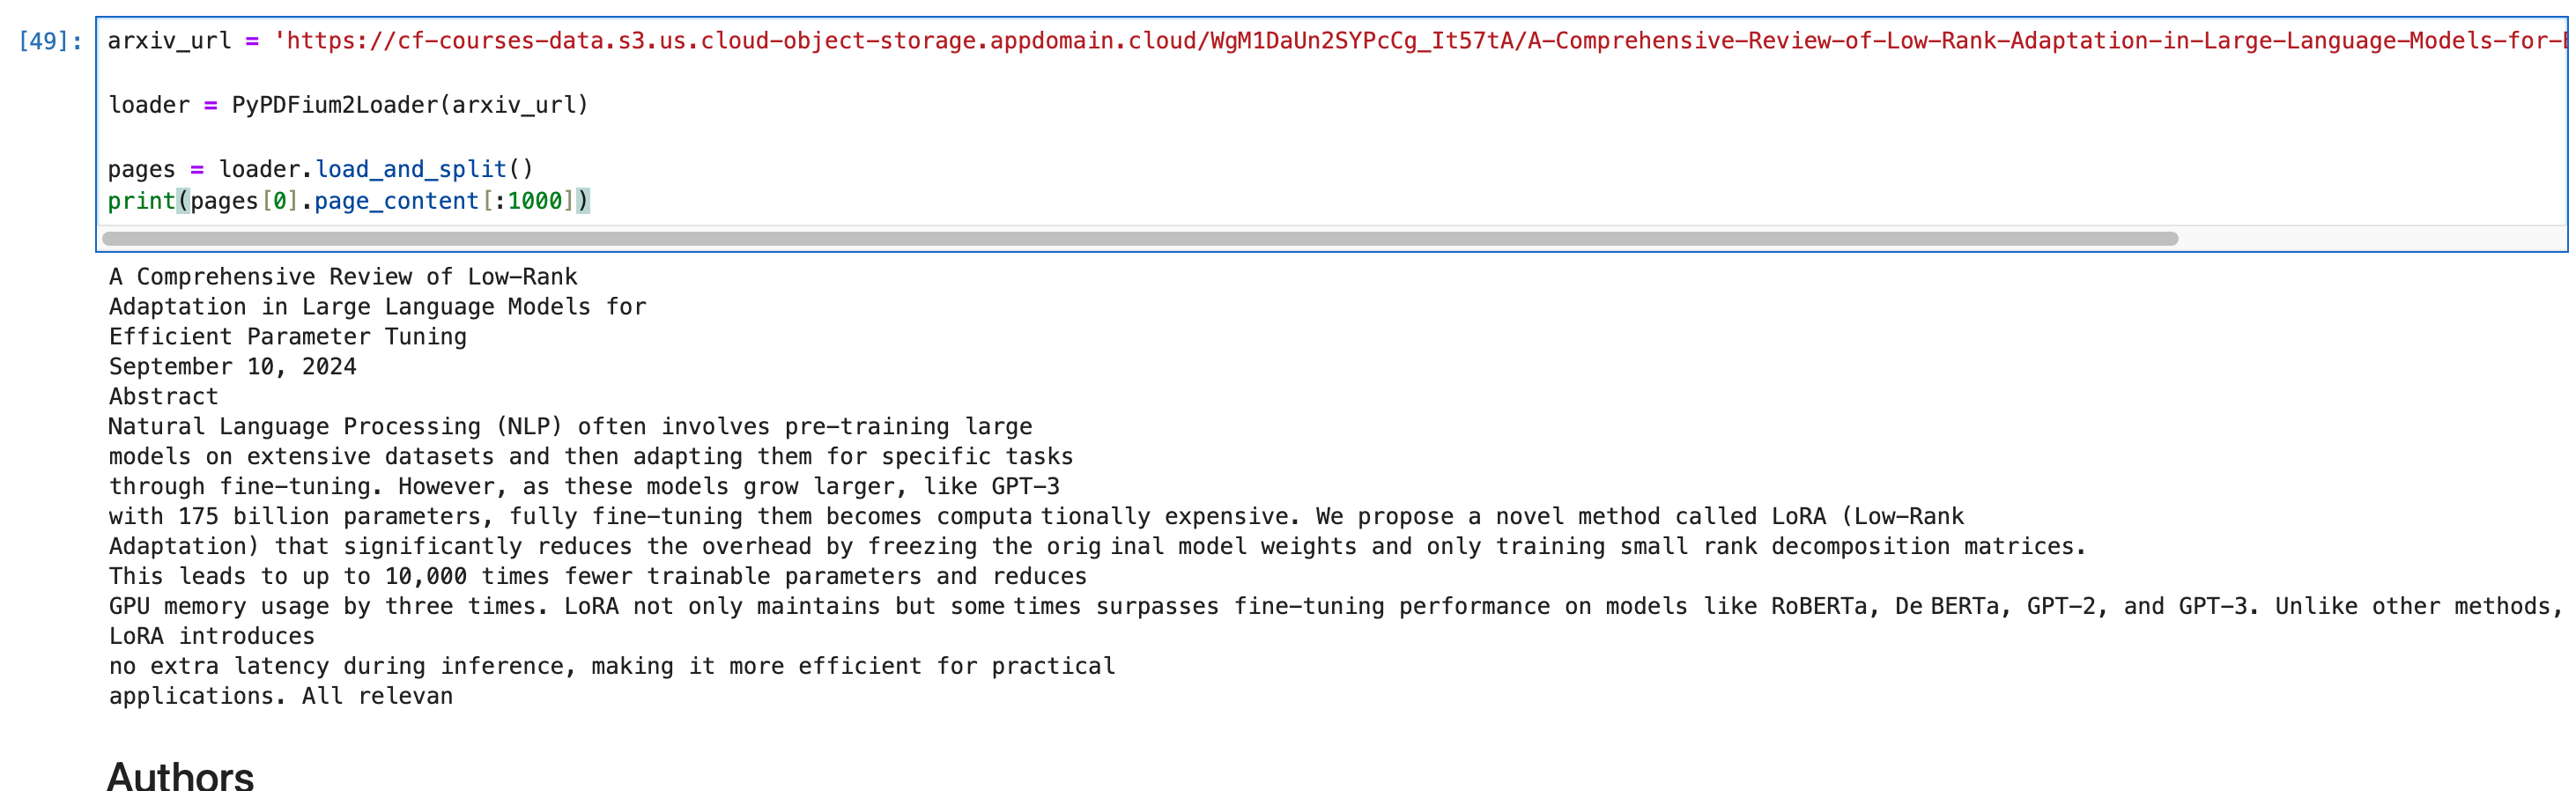 [49]: arxiv_url = 'https://cf-courses-data.s3.us.cloud-object-storage.appdomain.cloud/WgM1DaUn2SYPcCg_It57tA/A-Comprehensive-Review-of-Low-Rank-Adaptation-in-Large-Language-Models-for-
loader = PyPDFium2Loader(arxiv_url)
pages = loader.load_and_split()
print(pages[0].page_content[:1000])
A Comprehensive Review of Low-Rank
Adaptation in Large Language Models for
Efficient Parameter Tuning
September 10, 2024
Abstract
Natural Language Processing (NLP) often involves pre-training large
models on extensive datasets and then adapting them for specific tasks
through fine-tuning. However, as these models grow larger, like GPT-3
with 175 billion parameters, fully fine-tuning them becomes computa tionally expensive. We propose a novel method called LoRA (Low-Rank
Adaptation) that significantly reduces the overhead by freezing the orig inal model weights and only training small rank decomposition matrices.
This leads to up to 10,000 times fewer trainable parameters and reduces
GPU memory usage by three times. LoRA not only maintains but some times surpasses fine-tuning performance on models like RoBERTa, De BERTa, GPT-2, and GPT-3. Unlike other methods,
LoRA introduces
no extra latency during inference, making it more efficient for practical
applications. All relevan
Authors